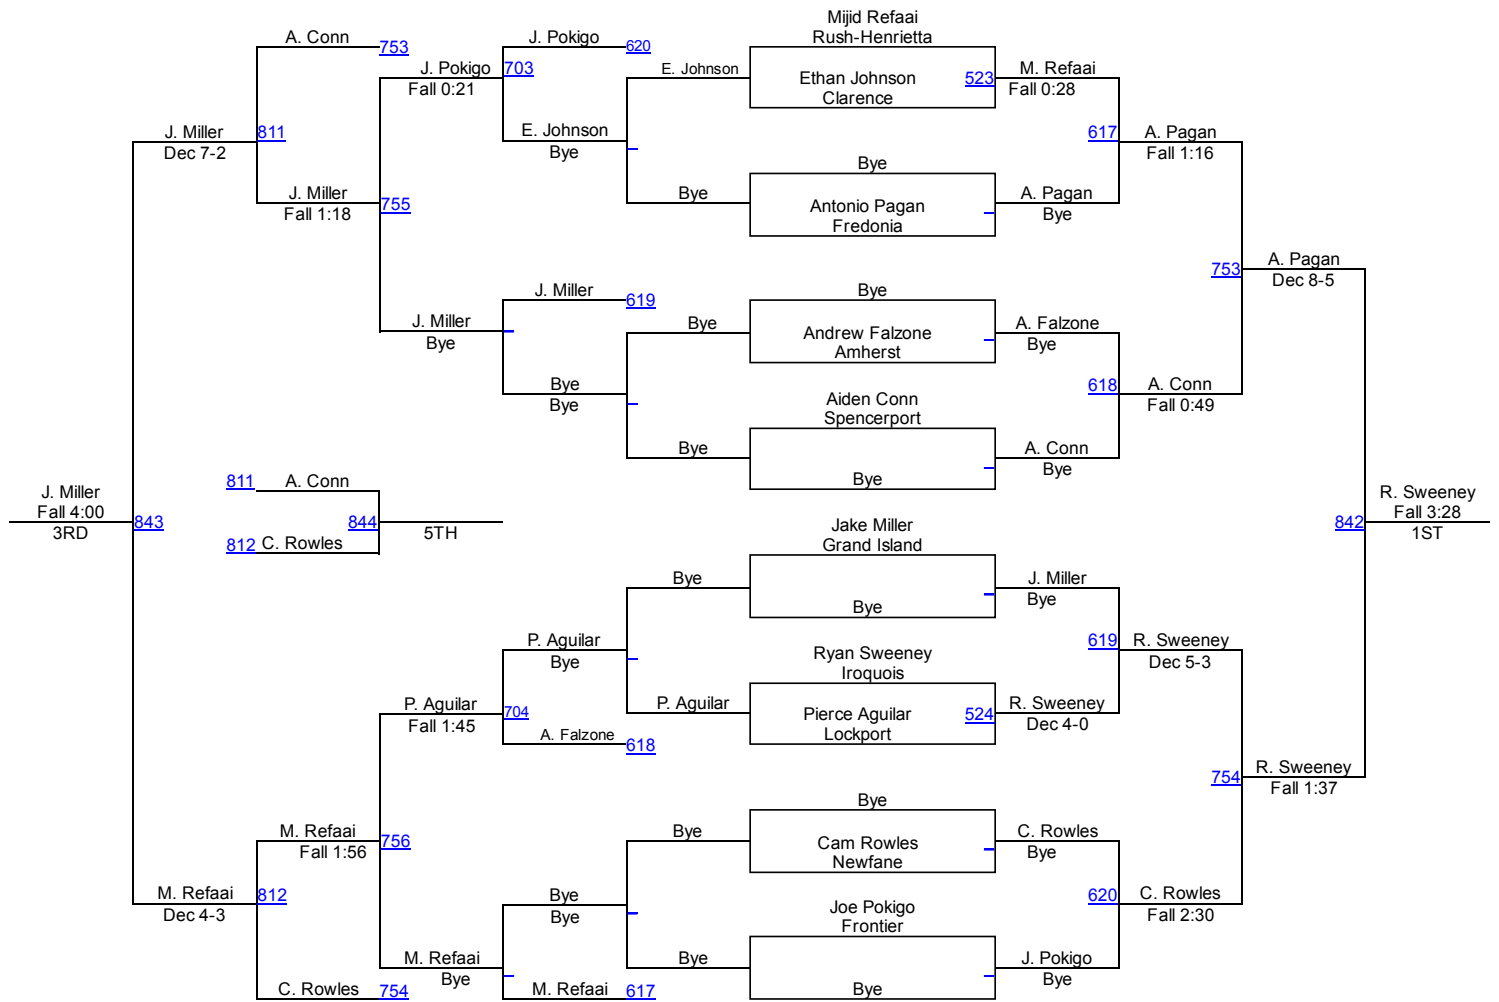 Mijid Refaai
Rush-Henrietta
A. Conn
753
J. Pokigo
620
J. Pokigo
703
E. Johnson
Ethan Johnson
523
M. Refaai
Fall 0:21
Clarence
Fall 0:28
J. Miller
811
E. Johnson
617
A. Pagan
Dec 7-2
Bye
Fall 1:16
Bye
J. Miller
755
Bye
Antonio Pagan
A. Pagan
Fall 1:18
Fredonia
Bye
753
A. Pagan
Dec 8-5
J. Miller
619
Bye
J. Miller
Bye
Andrew Falzone
A. Falzone
Bye
Amherst
Bye
Bye
618
A. Conn
Bye
Aiden Conn
Fall 0:49
Spencerport
Bye
A. Conn
Bye
Bye
811
A. Conn
J. Miller
R. Sweeney
Fall 4:00
843
844
842
Fall 3:28
3RD
5TH
1ST
812
C. Rowles
Jake Miller
Grand Island
Bye
J. Miller
Bye
Bye
P. Aguilar
619
R. Sweeney
Bye
Ryan Sweeney
Dec 5-3
Iroquois
P. Aguilar
704
P. Aguilar
Pierce Aguilar
524
R. Sweeney
Fall 1:45
Lockport
Dec 4-0
A. Falzone
618
754
R. Sweeney
Fall 1:37
Bye
M. Refaai
756
Bye
Cam Rowles
C. Rowles
Fall 1:56
Newfane
Bye
M. Refaai
812
Bye
620
C. Rowles
Dec 4-3
Bye
Joe Pokigo
Fall 2:30
Frontier
M. Refaai
Bye
J. Pokigo
Bye
Bye
Bye
C. Rowles
754
M. Refaai
617